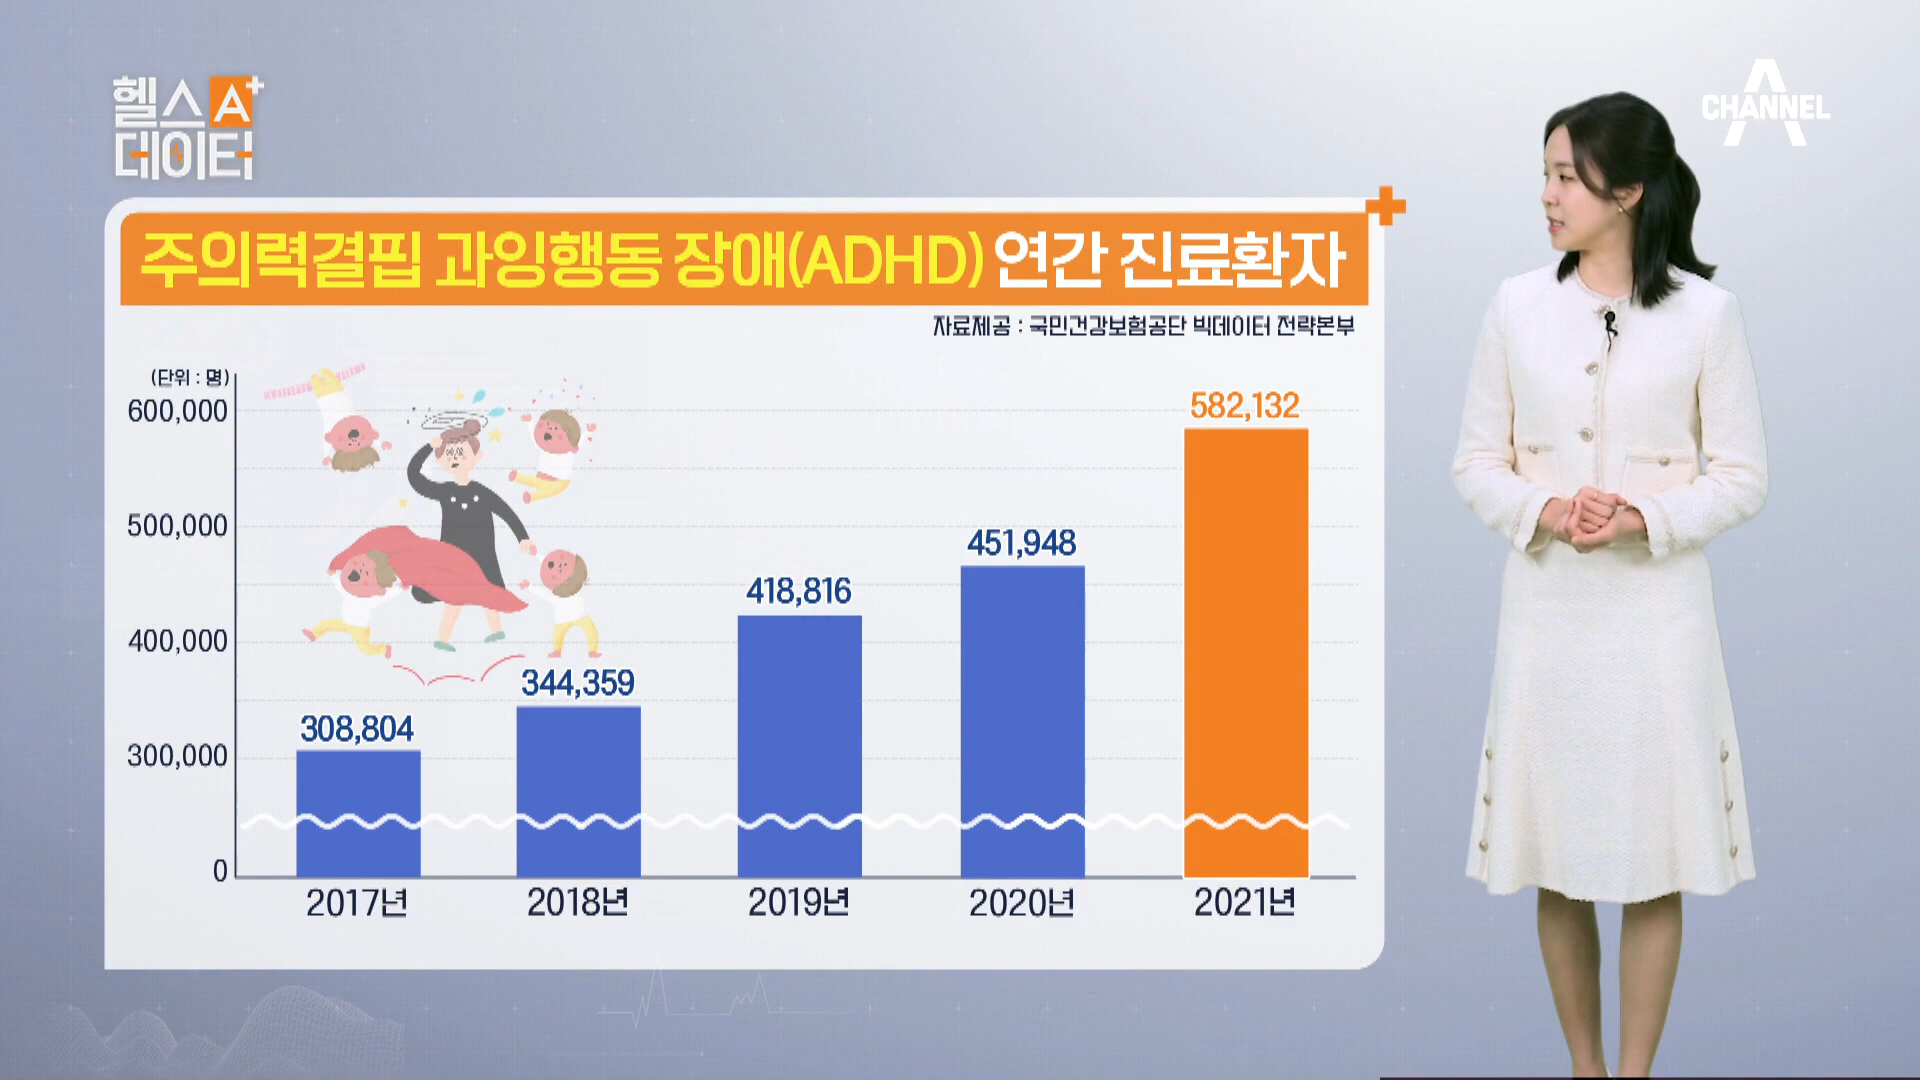 헬스 A+
데이터
CHANNEL A
주의력결핍 과잉행동 장애(ADHD) 연간 진료환자
자료제공 : 국민건강보험공단 빅데이터 전략본부
(단위 : 명)
600,000
500,000
400,000
300,000
0
308,804
344,359
418,816
451,948
582,132
2017년
2018년
2019년
2020년
2021년